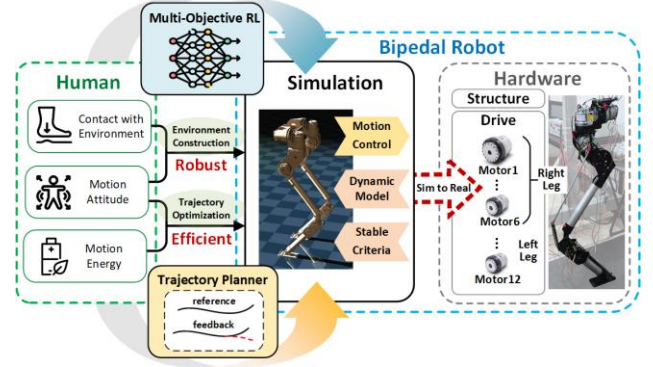 Multi-Objective RL
Bipedal Robot
Human
Contact with
Environment
Motion
Attitude
Motion
Energy
Environment
Construction
Robust
Trajectory
Optimization
Efficient
Trajectory Planner
reference
feedback
Simulation
Motion
Control
Dynamic
Model
Stable
Criteria
Sim to Real
Hardware
Structure
Drive
Motor1
Motor6
Right
Leg
Left
Leg
Motor12